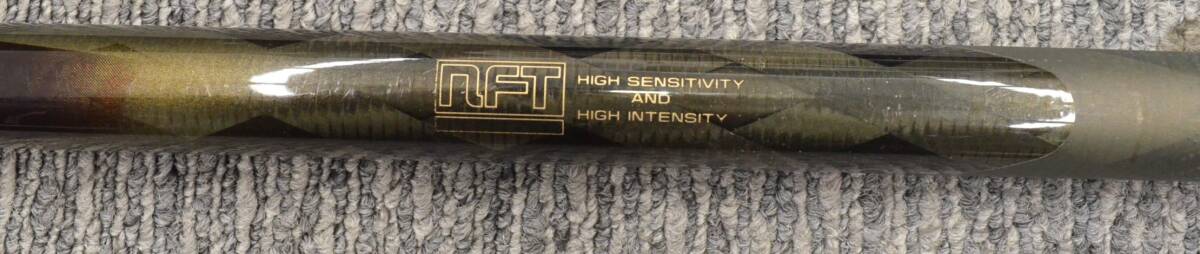 NFT
HIGH SENSITIVITY
AND
HIGH INTENSITY